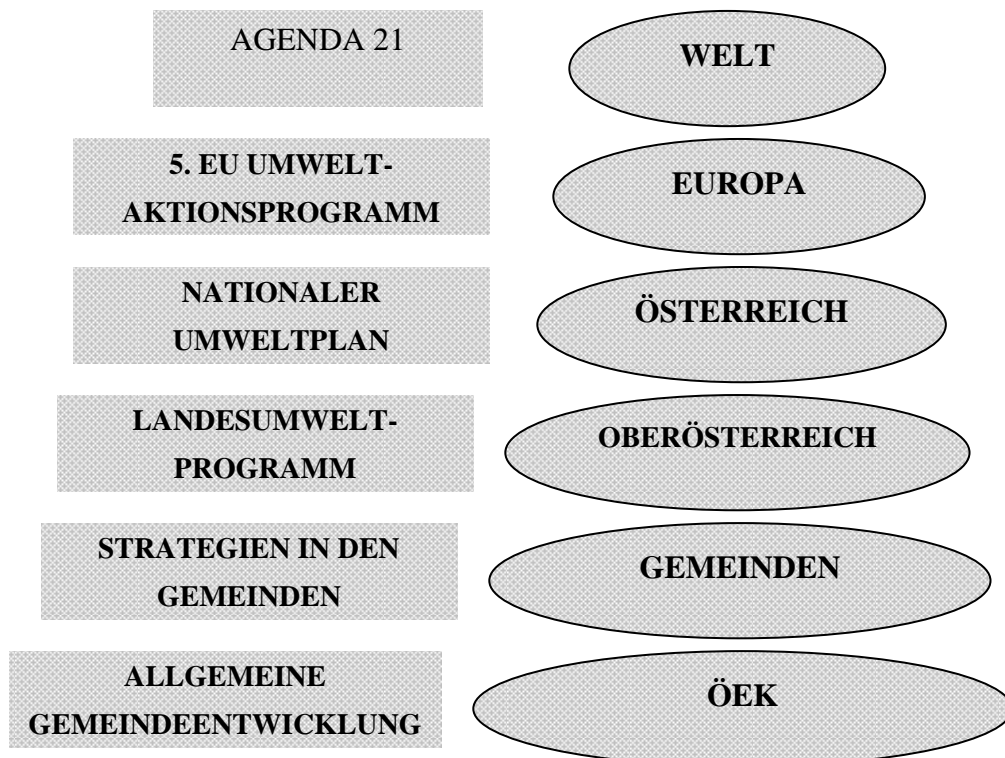 AGENDA 21
WELT
5. EU UMWELT-
AKTIONSPROGRAMM
EUROPA
NATIONALER
UMWELTPLAN
ÖSTERREICH
LANDESUMWELT-
PROGRAMM
OBERÖSTERREICH
STRATEGIEN IN DEN
GEMEINDEN
GEMEINDEN
ALLGEMEINE
GEMEINDEENTWICKLUNG
ÖEK